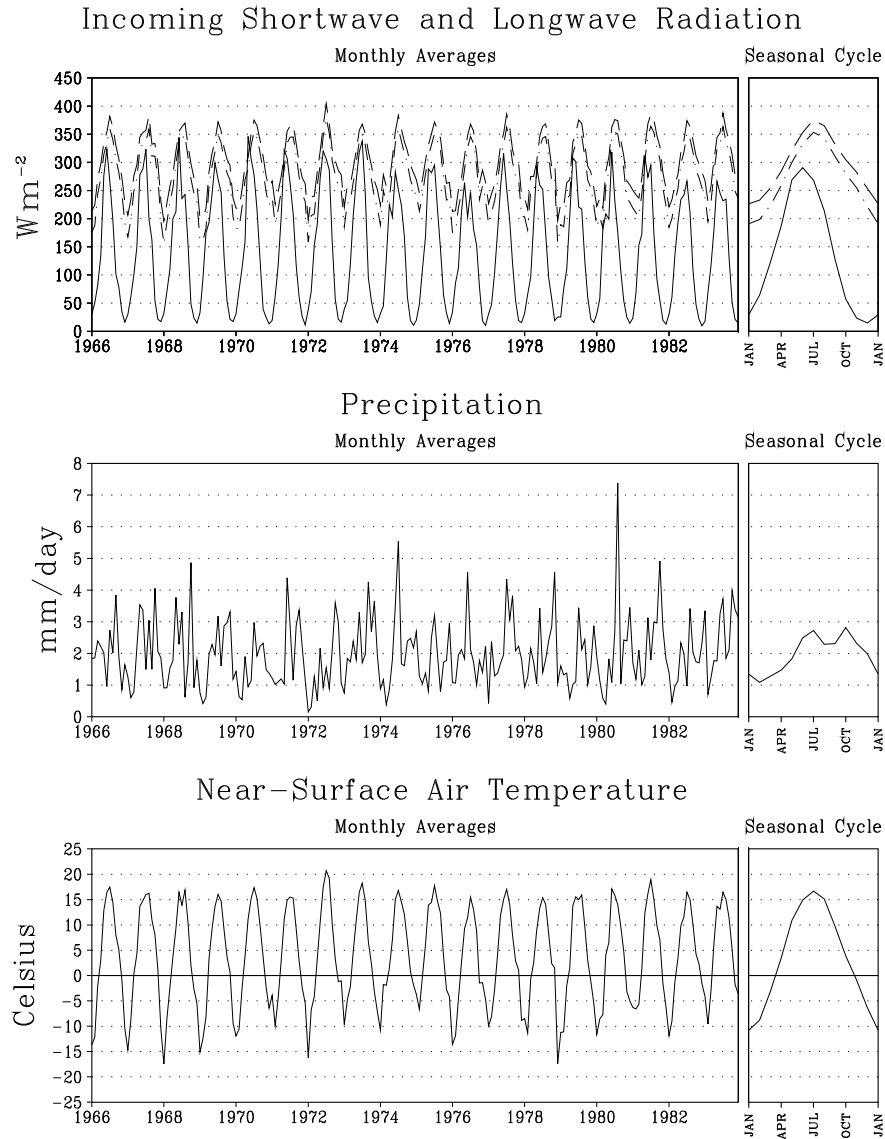 Incoming Shortwave and Longwave Radiation
Monthly Averages Seasonal Cycle
Wm⁻²
450
400
350
300
250
200
150
100
50
0
1966 1968 1970 1972 1974 1976 1978 1980 1982
JAN APR JUL OCT JAN
Precipitation
Monthly Averages Seasonal Cycle
mm/day
8
7
6
5
4
3
2
1
0
1966 1968 1970 1972 1974 1976 1978 1980 1982
JAN APR JUL OCT JAN
Near−Surface Air Temperature
Monthly Averages Seasonal Cycle
Celsius
25
20
15
10
5
0
−5
−10
−15
−20
−25
1966 1968 1970 1972 1974 1976 1978 1980 1982
JAN APR JUL OCT JAN